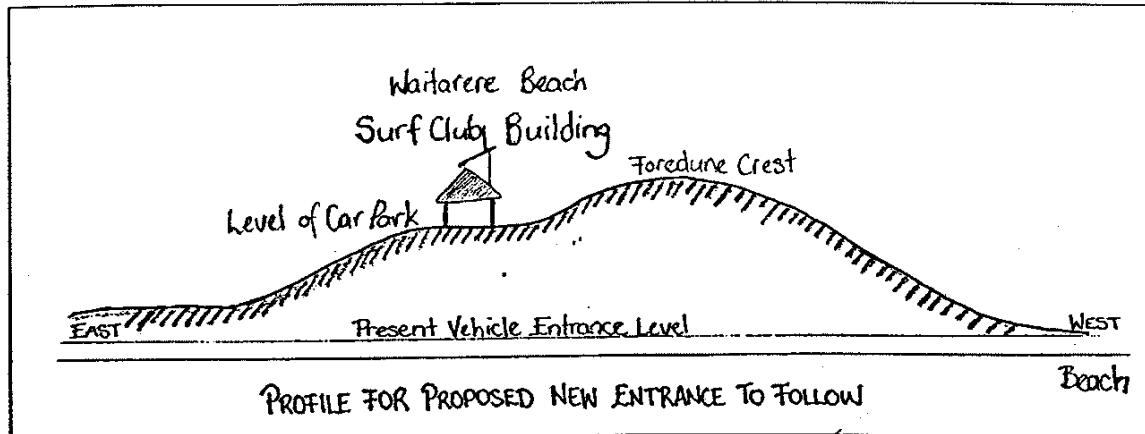 Waitarere Beach
Surf Club Building
Foredune Crest
Level of Car Park
EAST
Present Vehicle Entrance Level
WEST
Beach
PROFILE FOR PROPOSED NEW ENTRANCE TO FOLLOW